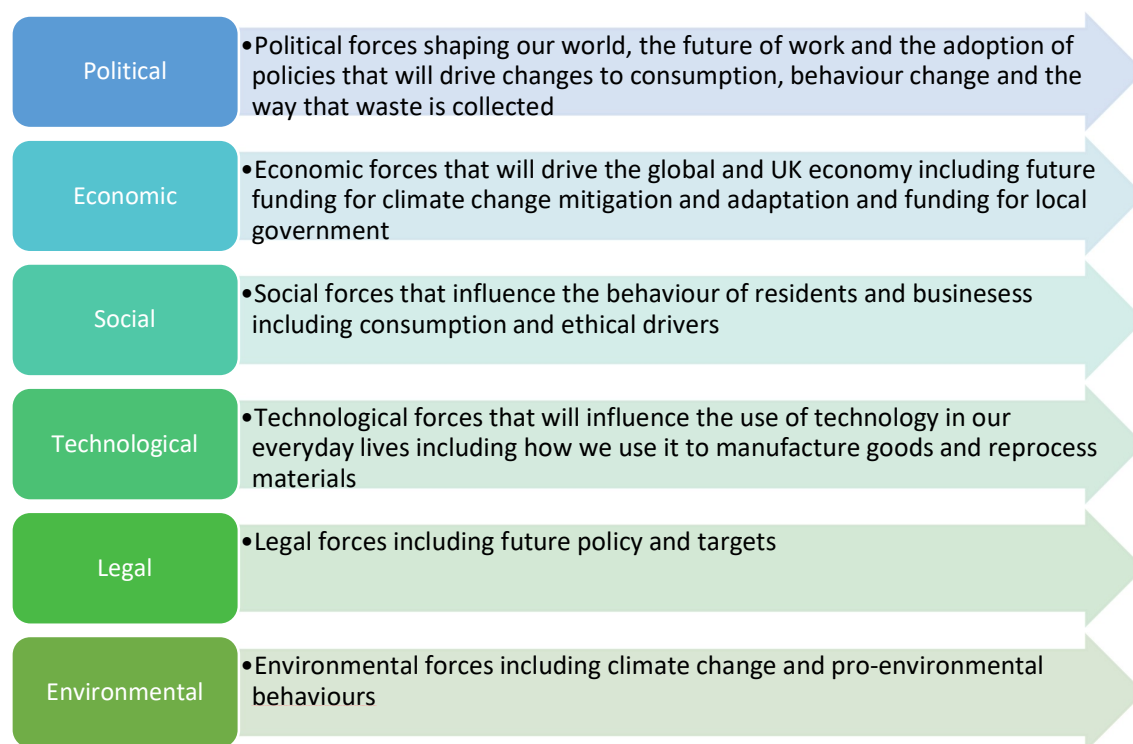 Political
•Political forces shaping our world, the future of work and the adoption of
policies that will drive changes to consumption, behaviour change and the
way that waste is collected
Economic
•Economic forces that will drive the global and UK economy including future
funding for climate change mitigation and adaptation and funding for local
government
Social
•Social forces that influence the behaviour of residents and businesess
including consumption and ethical drivers
Technological
•Technological forces that will influence the use of technology in our
everyday lives including how we use it to manufacture goods and reprocess
materials
Legal
•Legal forces including future policy and targets
Environmental
•Environmental forces including climate change and pro-environmental
behaviours